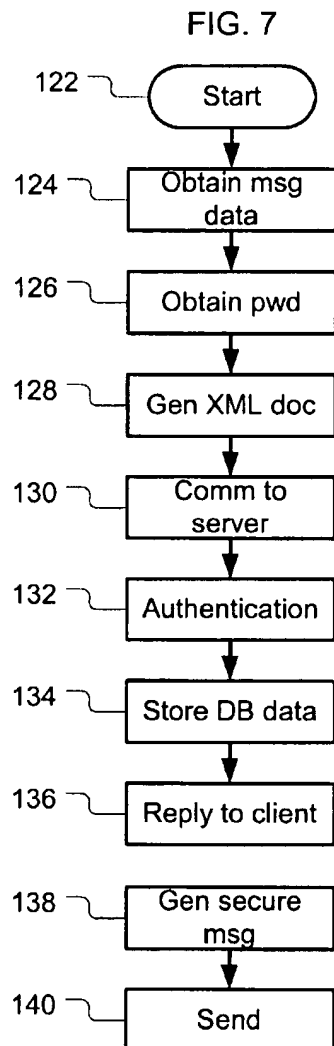 FIG. 7
122 Start
124 Obtain msg
data
126 Obtain pwd
128 Gen XML doc
130 Comm to
server
132 Authentication
134 Store DB data
136 Reply to client
138 Gen secure
msg
140 Send